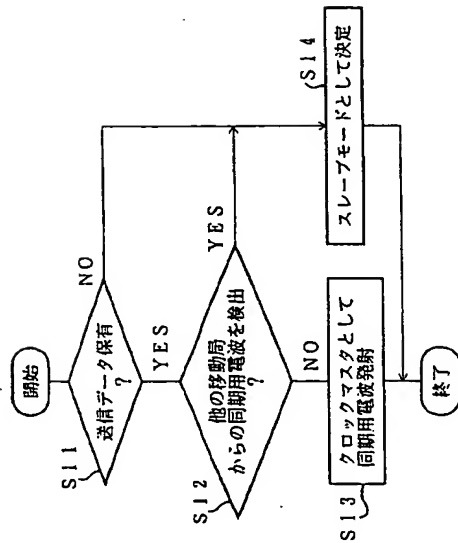 開始
S11
送信データ保有
?
NO
YES
S12
他の移動局
からの同期用電波を検出
?
YES
NO
S13
クロックマスタとして
同期用電波発射
S14
スレーブモードとして決定
終了